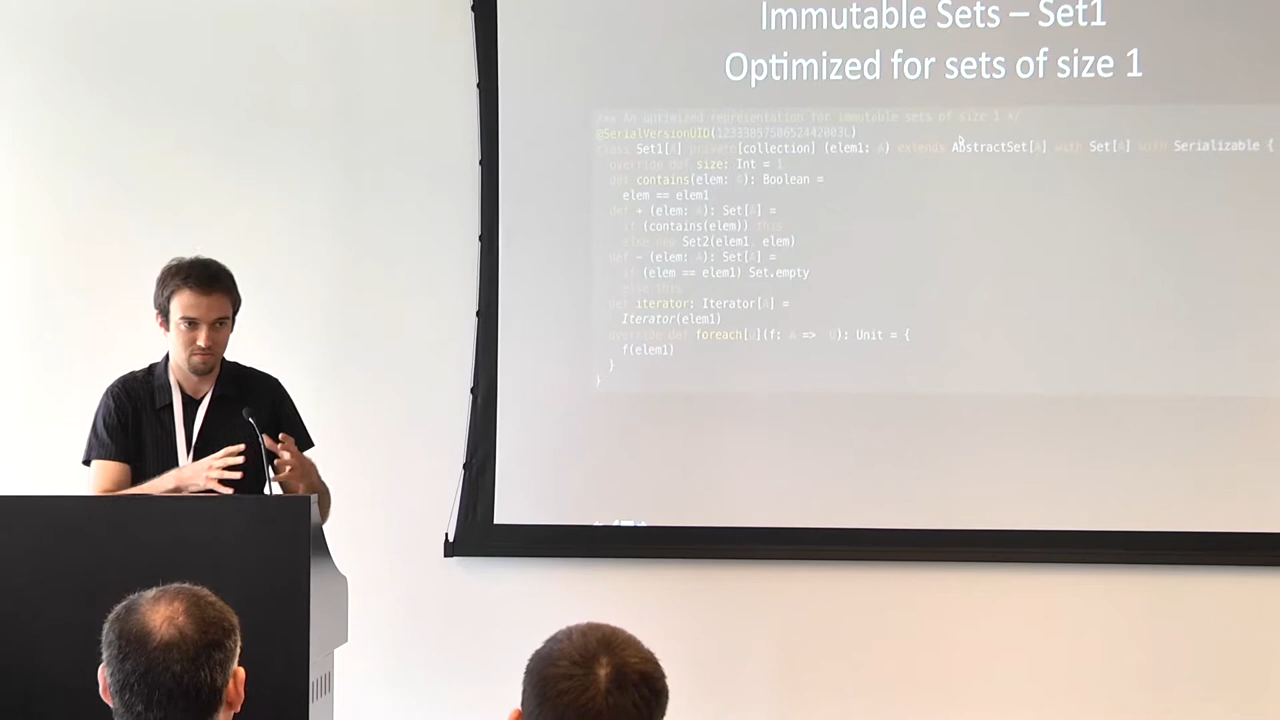 Immutable Sets – Set1
Optimized for sets of size 1
/** An optimized representation for immutable sets of size 1 */
@SerialVersionUID(1233385750652442003L)
class Set1[A] private[collection] (elem1: A) extends AbstractSet[A] with Set[A] with Serializable {
override def size: Int = 1
def contains(elem: A): Boolean =
elem == elem1
def + (elem: A): Set[A] =
if (contains(elem)) this
else new Set2(elem1, elem)
def - (elem: A): Set[A] =
if (elem == elem1) Set.empty
else this
def iterator: Iterator[A] =
Iterator(elem1)
override def foreach[U](f: A => U): Unit = {
f(elem1)
}
}